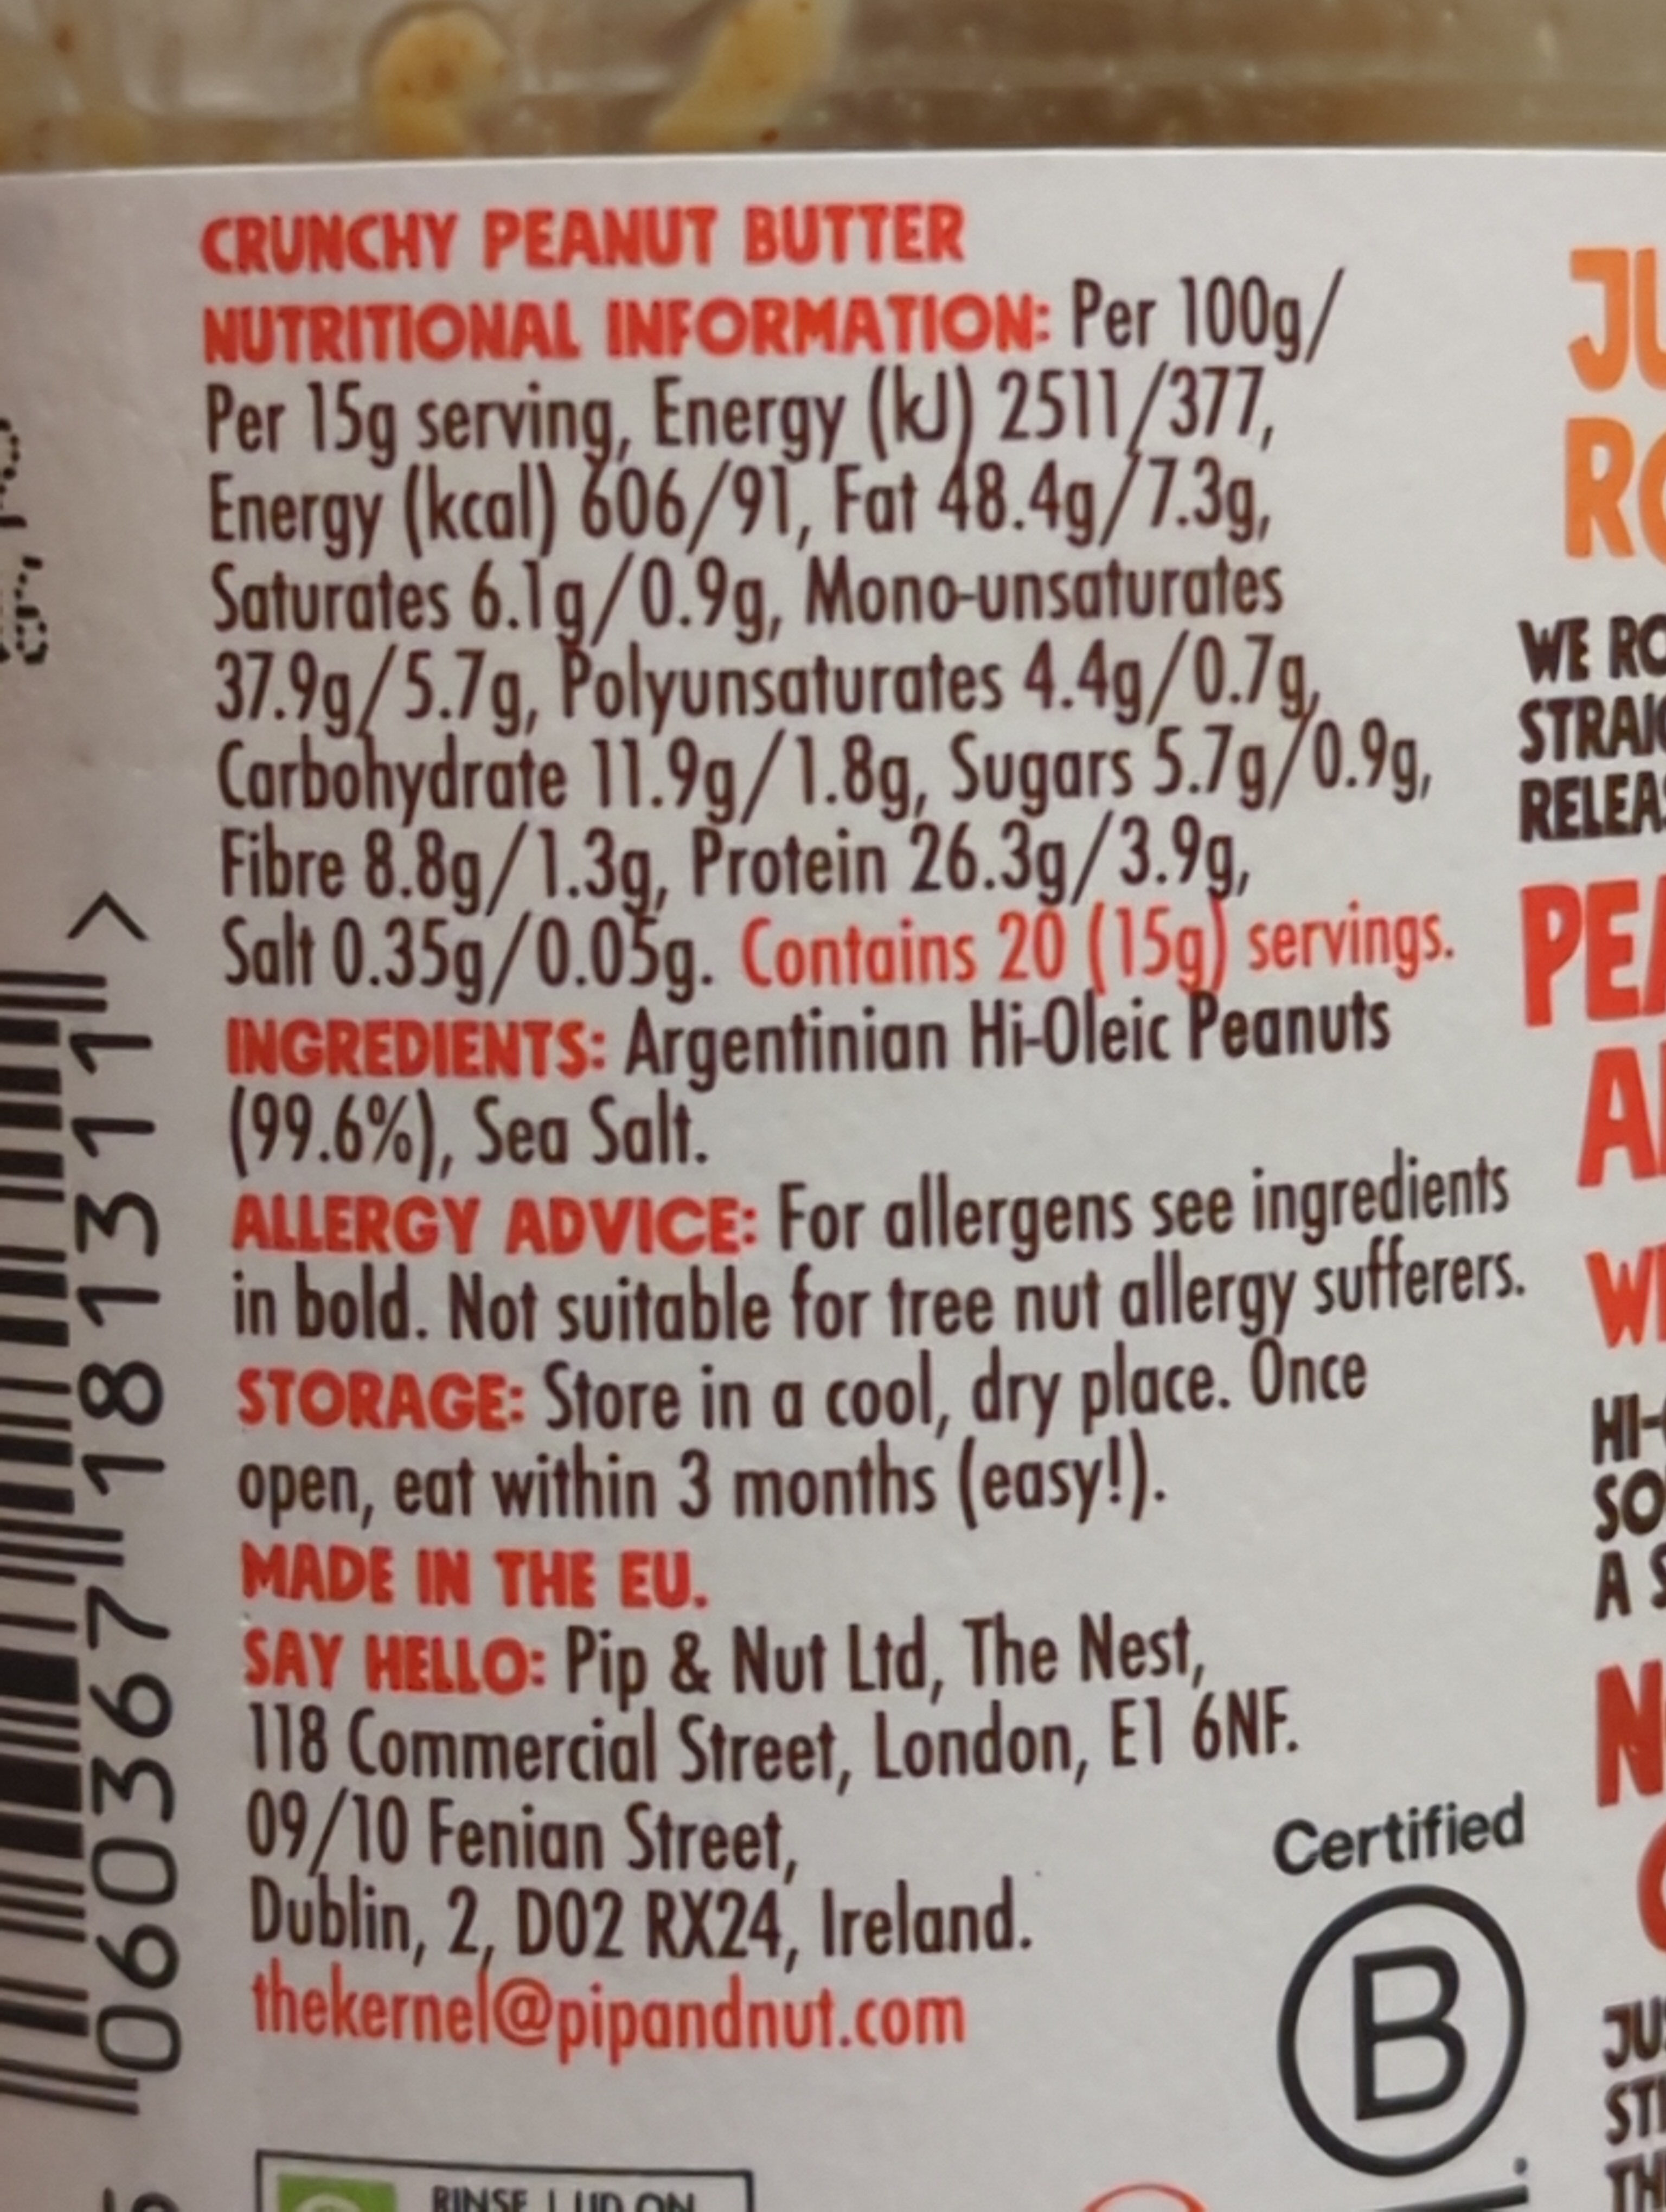 CRUNCHY PEANUT BUTTER
NUTRITIONAL INFORMATION: Per 100g/
Per 15g serving, Energy (kJ) 2511/377,
Energy (kcal) 606/91, Fat 48.4g/7.3g,
Saturates 6.1g/0.9g, Mono-unsaturates
37.9g/5.7g, Polyunsaturates 4.4g/0.7g,
Carbohydrate 11.9g/1.8g, Sugars 5.7g/0.9g,
Fibre 8.8g/1.3g, Protein 26.3g/3.9g,
Salt 0.35g/0.05g. Contains 20 (15g) servings.
INGREDIENTS: Argentinian Hi-Oleic Peanuts
(99.6%), Sea Salt.
ALLERGY ADVICE: For allergens see ingredients
in bold. Not suitable for tree nut allergy sufferers.
STORAGE: Store in a cool, dry place. Once
open, eat within 3 months (easy!).
MADE IN THE EU.
SAY HELLO: Pip & Nut Ltd, The Nest,
118 Commercial Street, London, E1 6NF.
09/10 Fenian Street,
Dublin, 2, D02 RX24, Ireland.
thekernel@pipandnut.com
Certified
B
RINSE LID ON
060367 181311>
WE